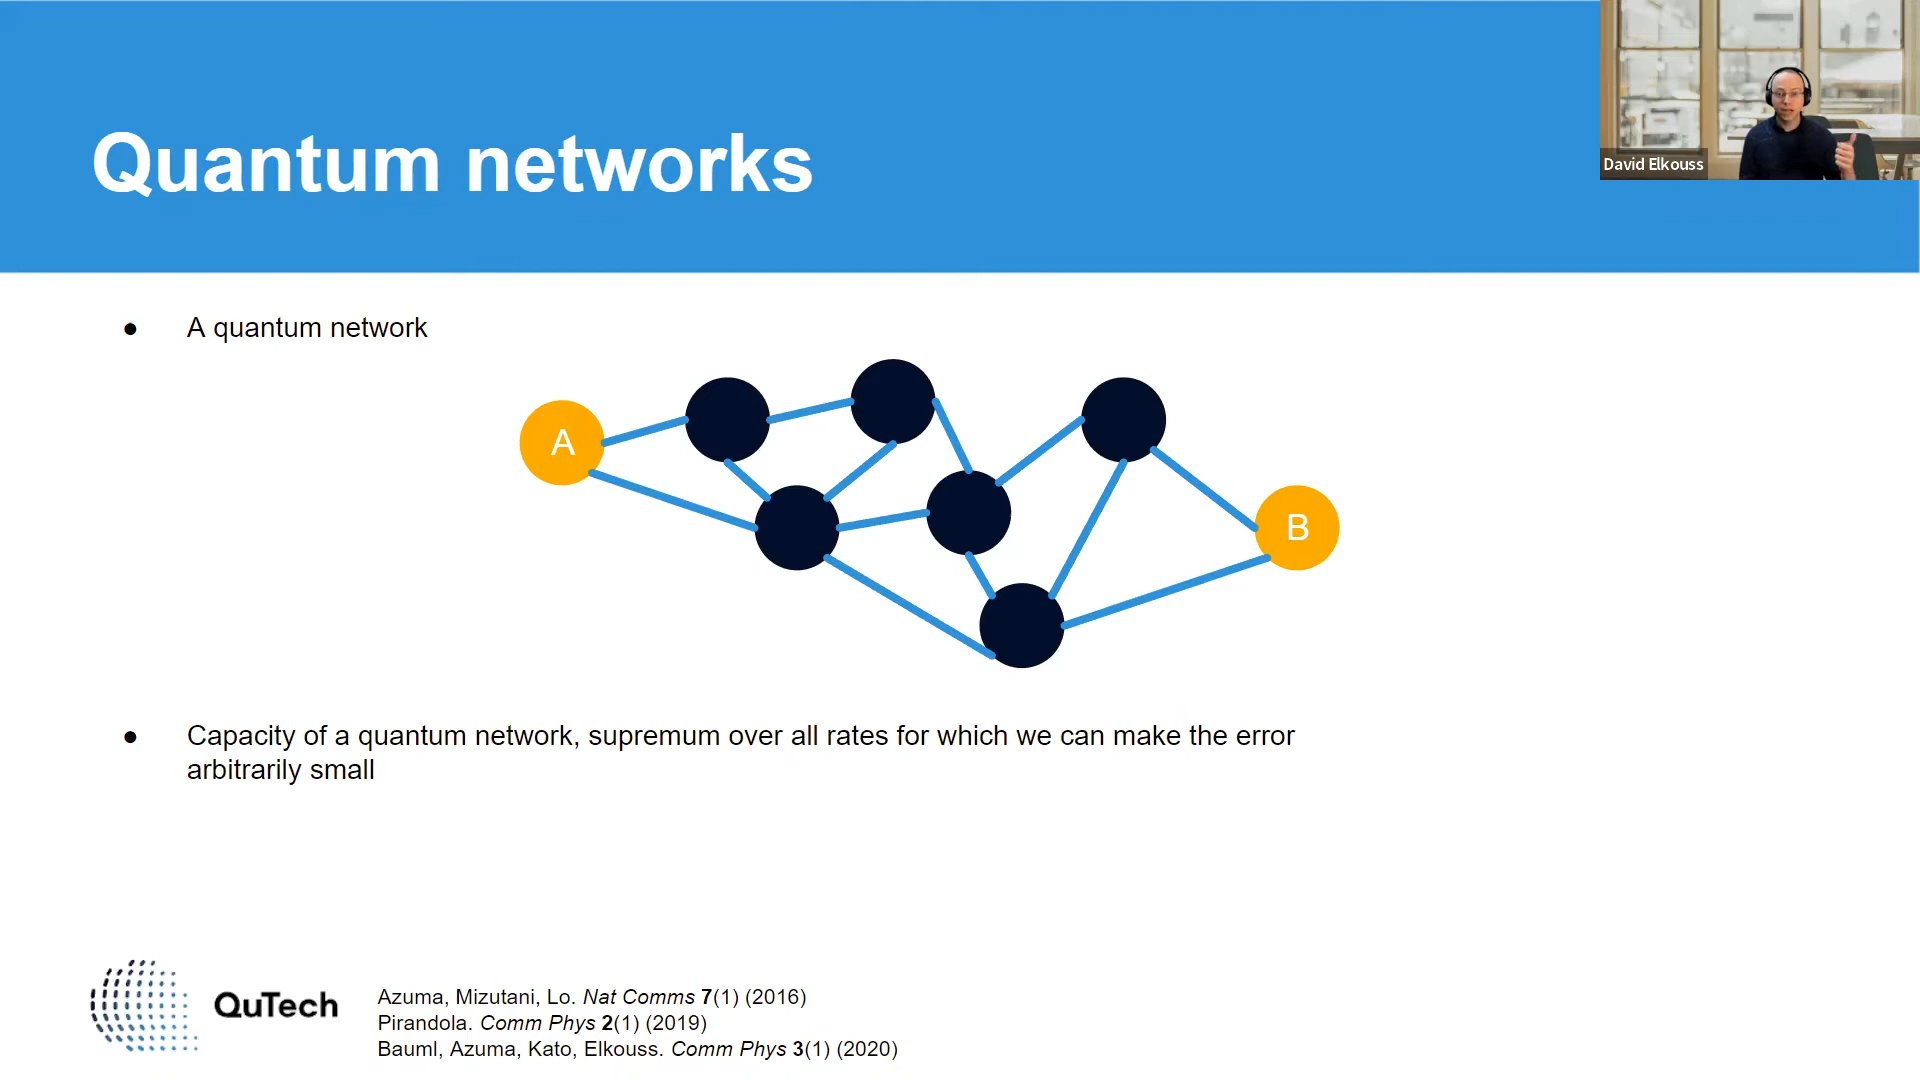 Quantum networks
David Elkouss
● A quantum network
A
B
● Capacity of a quantum network, supremum over all rates for which we can make the error
arbitrarily small
QuTech
Azuma, Mizutani, Lo. Nat Comms 7(1) (2016)
Pirandola. Comm Phys 2(1) (2019)
Bauml, Azuma, Kato, Elkouss. Comm Phys 3(1) (2020)